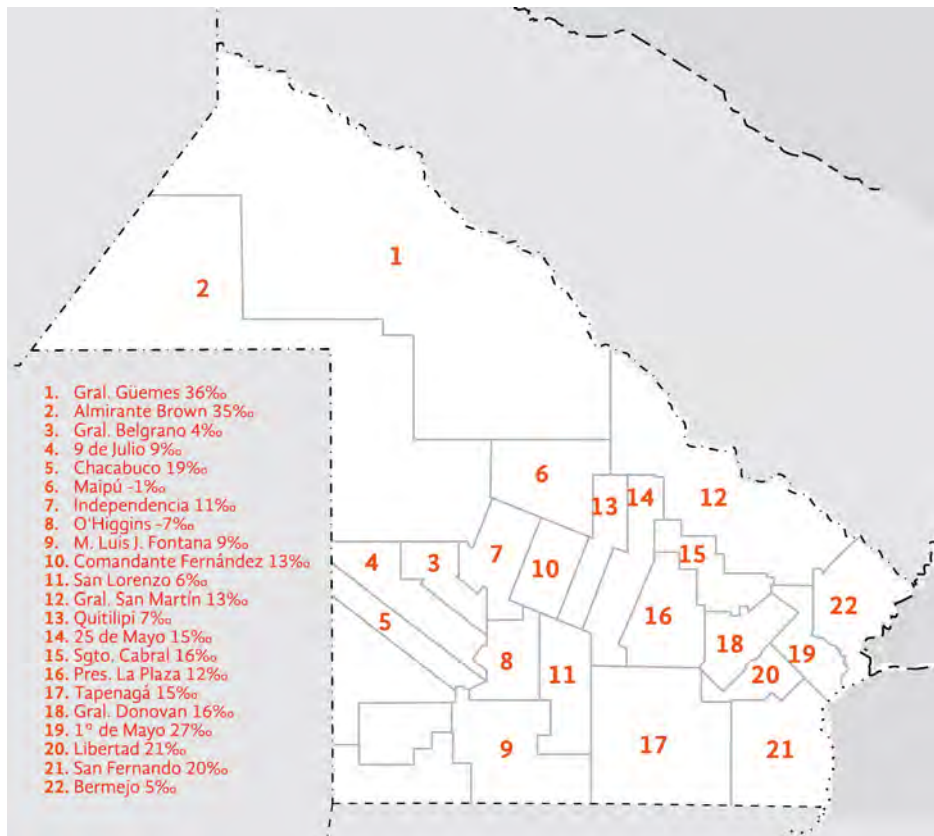 1
2
6
13
14
12
4
3
7
10
15
5
16
22
8
11
18
19
20
9
17
21
1. Gral. Güemes 36‰
2. Almirante Brown 35‰
3. Gral. Belgrano 4‰
4. 9 de Julio 9‰
5. Chacabuco 19‰
6. Maipú -1‰
7. Independencia 11‰
8. O'Higgins -7‰
9. M. Luis J. Fontana 9‰
10. Comandante Fernández 13‰
11. San Lorenzo 6‰
12. Gral. San Martín 13‰
13. Quitilipi 7‰
14. 25 de Mayo 15‰
15. Sgto. Cabral 16‰
16. Pres. La Plaza 12‰
17. Tapenagá 15‰
18. Gral. Donovan 16‰
19. 1° de Mayo 27‰
20. Libertad 21‰
21. San Fernando 20‰
22. Bermejo 5‰